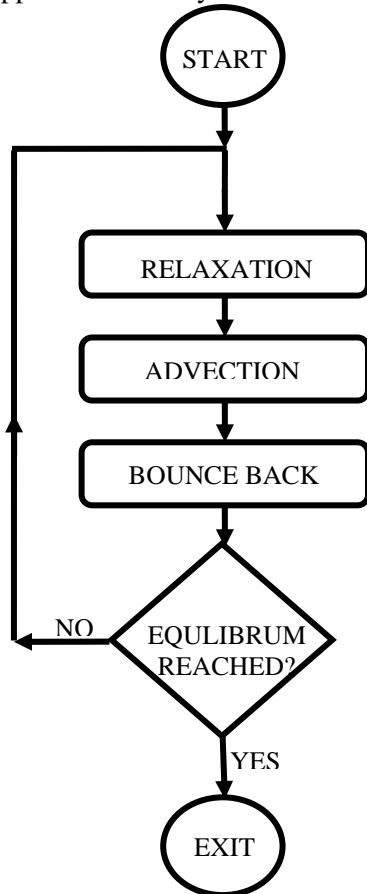 START
RELAXATION
ADVECTION
BOUNCE BACK
NO
EQULIBRUM
REACHED?
YES
EXIT